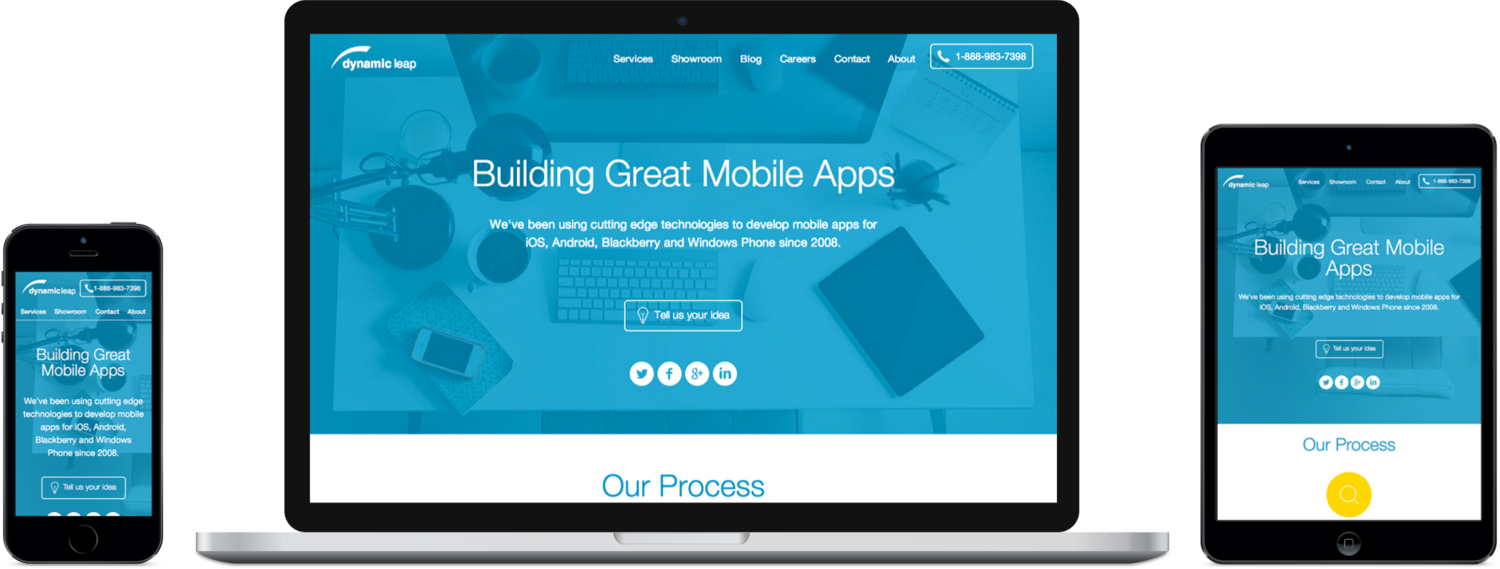 dynamicleap
1-888-983-7398
Services Showroom Contact About
Building Great
Mobile Apps
We've been using cutting edge
technologies to develop mobile
apps for iOS, Android,
Blackberry and Windows
Phone since 2008.
Tell us your idea
dynamic leap
Services Showroom Blog Careers Contact About 1-888-983-7398
Building Great Mobile Apps
We've been using cutting edge technologies to develop mobile apps for
iOS, Android, Blackberry and Windows Phone since 2008.
Tell us your idea
f g+ in
Our Process
dynamic leap
Services Showroom Contact About 1-888-983-7398
Building Great Mobile
Apps
We've been using cutting edge technologies to develop mobile apps for
iOS, Android, Blackberry and Windows Phone since 2008.
Tell us your idea
f g+ in
Our Process